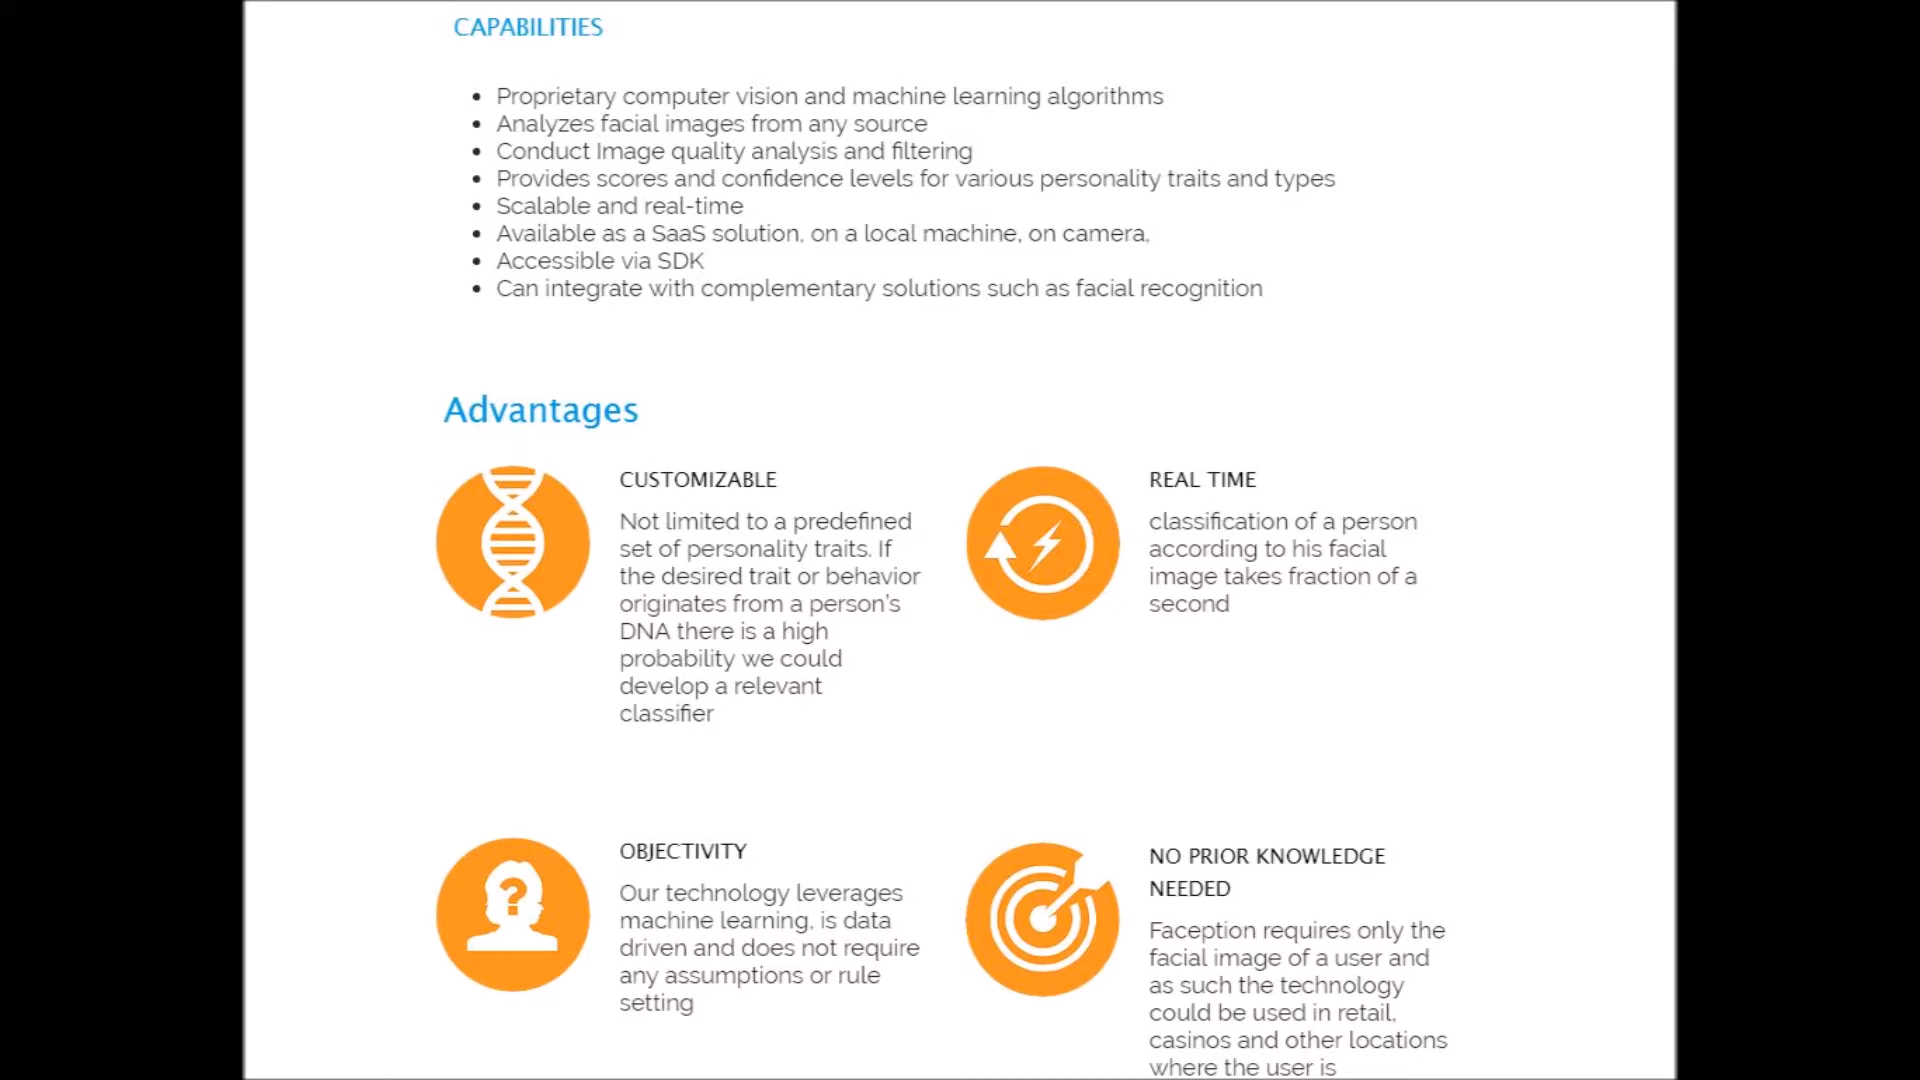 CAPABILITIES
Proprietary computer vision and machine learning algorithms
Analyzes facial images from any source
Conduct Image quality analysis and filtering
Provides scores and confidence levels for various personality traits and types
Scalable and real-time
Available as a SaaS solution, on a local machine, on camera,
Accessible via SDK
Can integrate with complementary solutions such as facial recognition
Advantages
CUSTOMIZABLE
Not limited to a predefined
set of personality traits. If
the desired trait or behavior
originates from a person's
DNA there is a high
probability we could
develop a relevant
classifier
REAL TIME
classification of a person
according to his facial
image takes fraction of a
second
OBJECTIVITY
Our technology leverages
machine learning, is data
driven and does not require
any assumptions or rule
setting
NO PRIOR KNOWLEDGE
NEEDED
Faception requires only the
facial image of a user and
as such the technology
could be used in retail,
casinos and other locations
where the user is